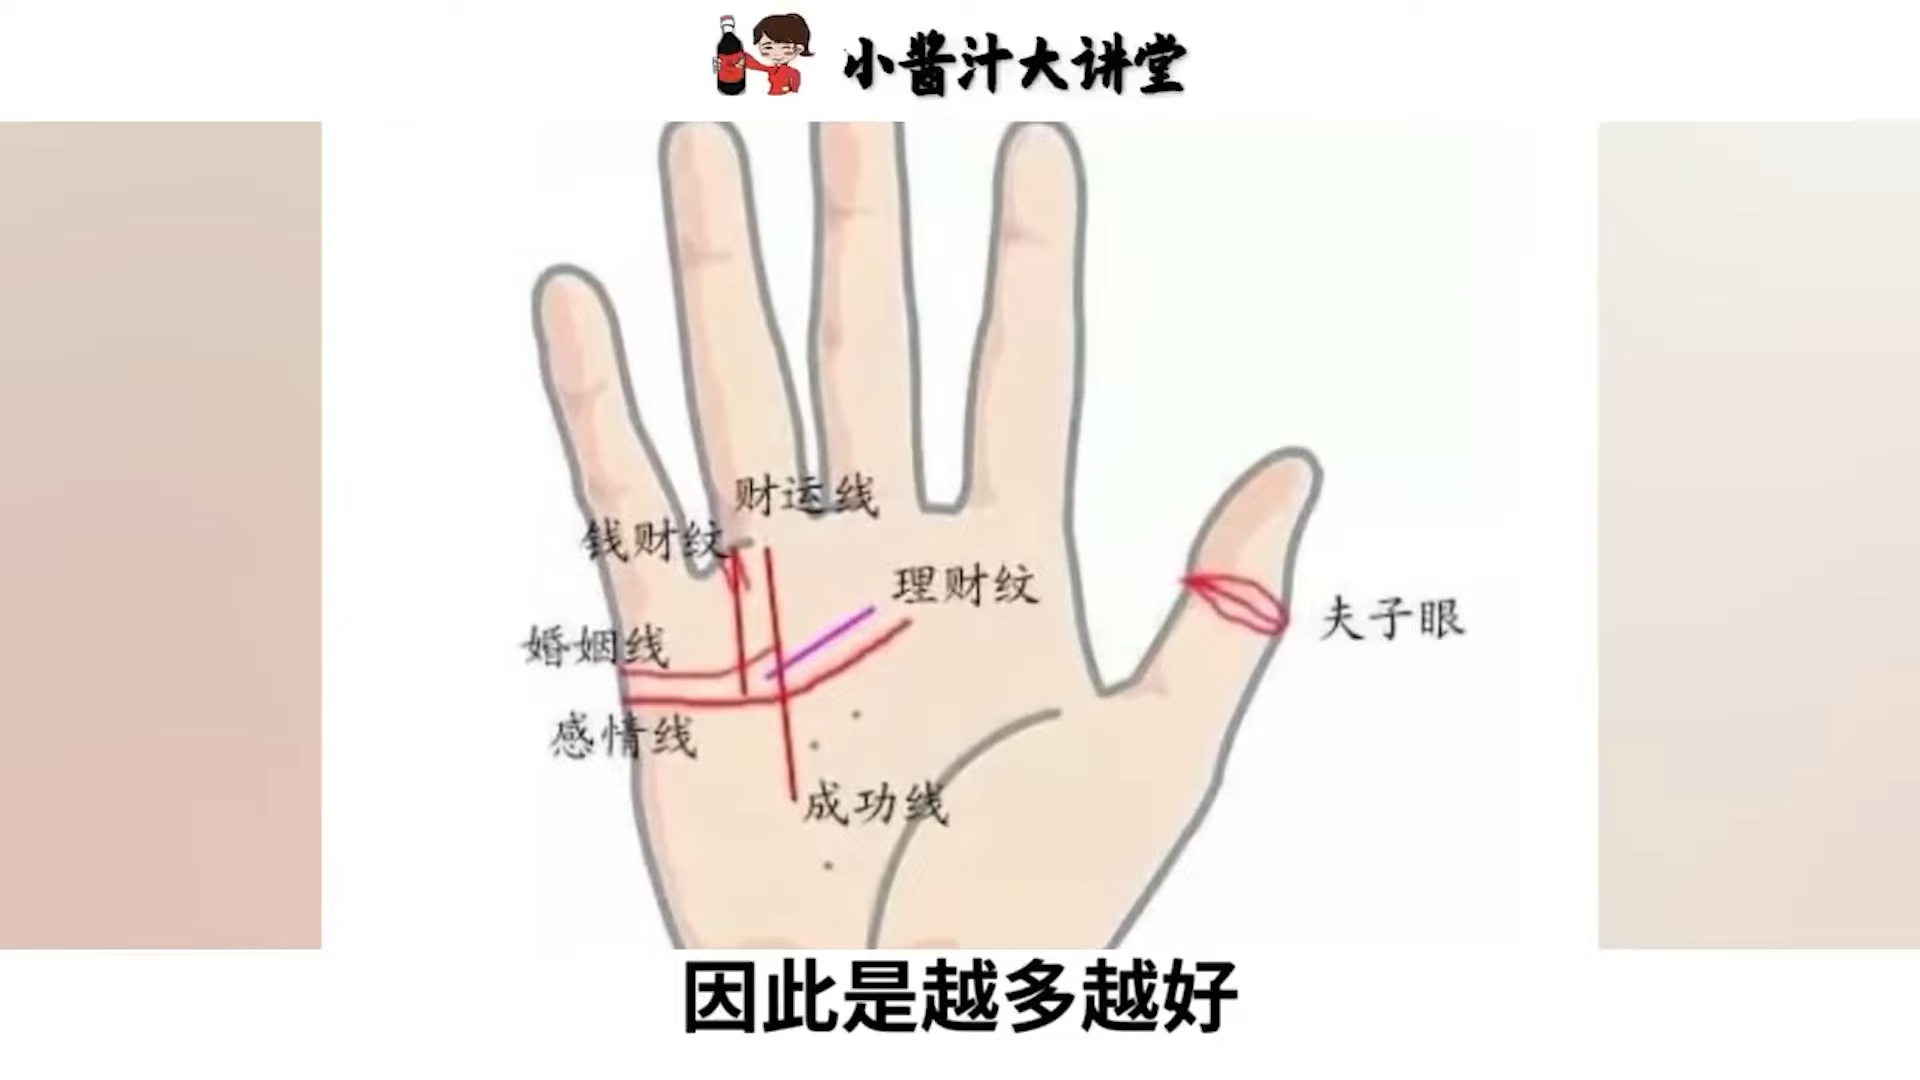 小酱汁大讲堂
财运线
钱财纹
理财纹
夫子眼
婚姻线
感情线
成功线
因此是越多越好